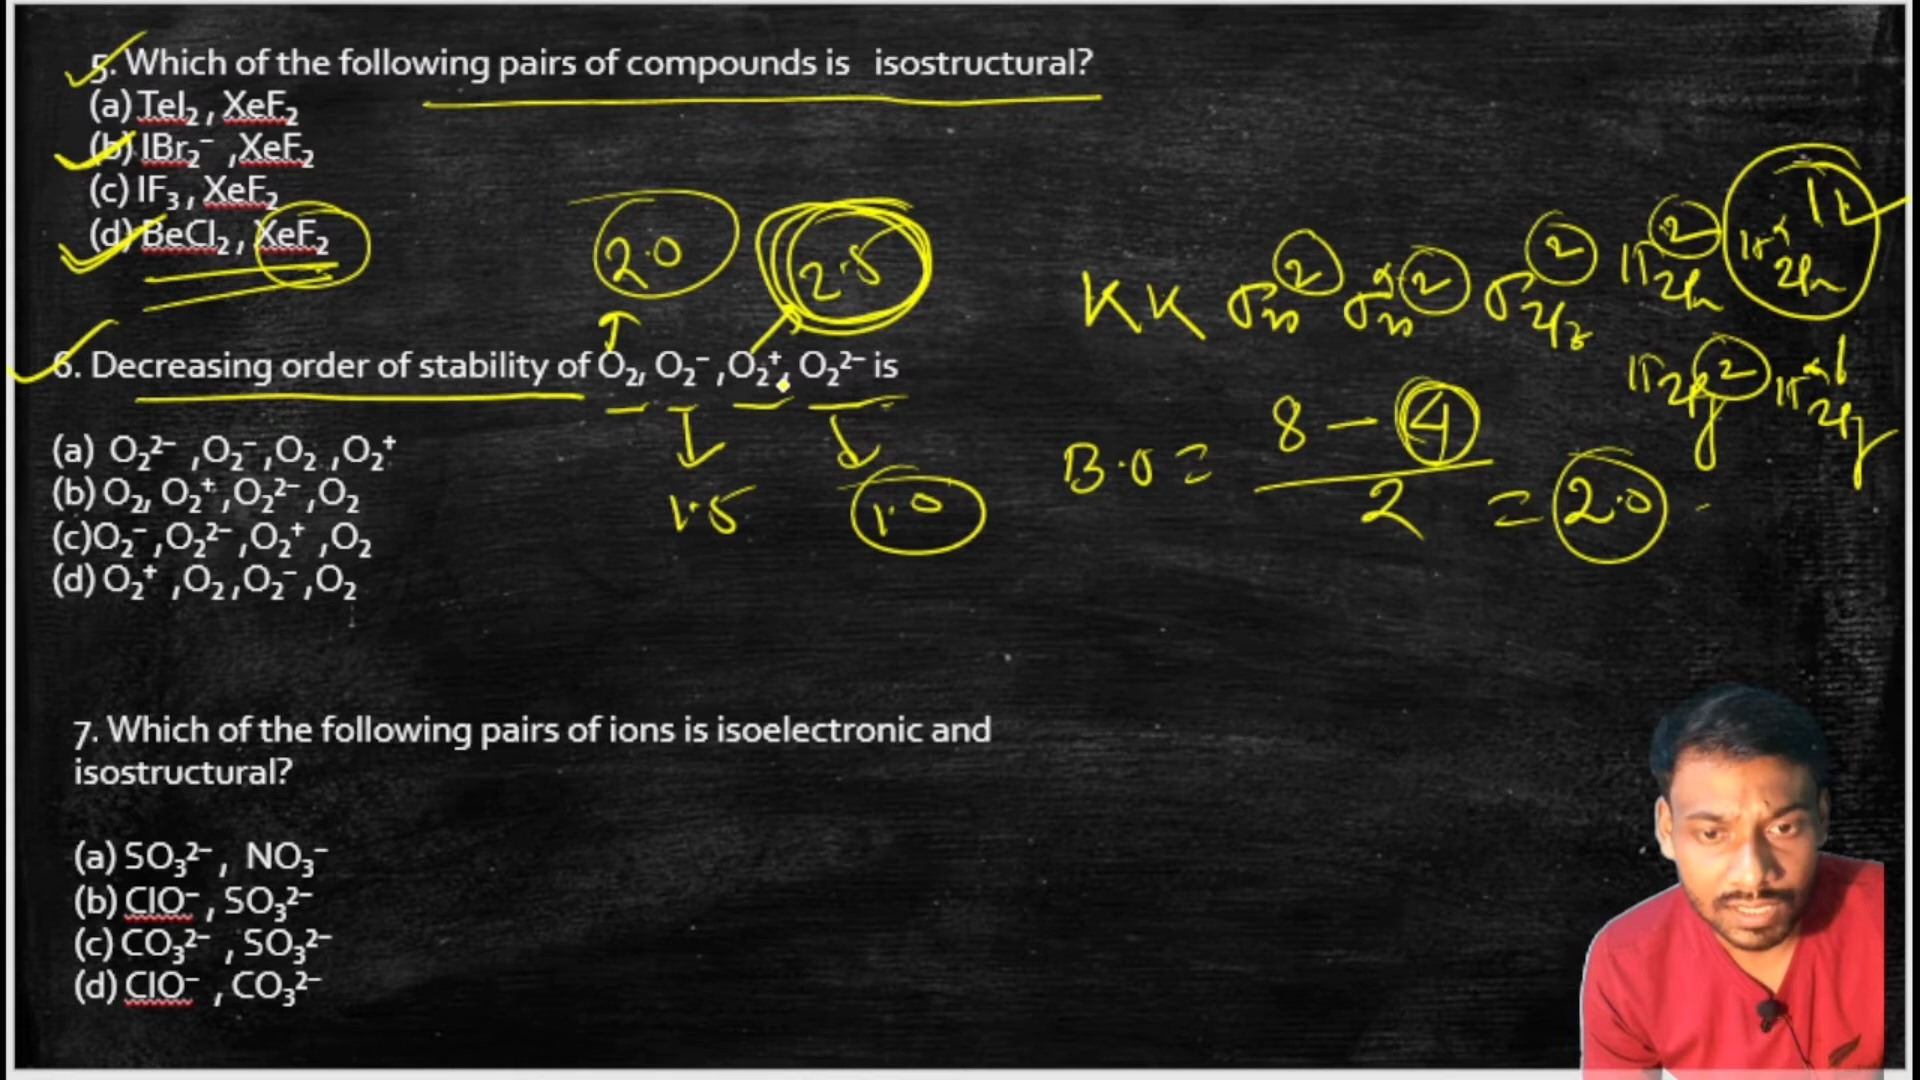 5. Which of the following pairs of compounds is isostructural?
(a) TeI₂, XeF₂
(b) IBr₂⁻ ,XeF₂
(c) IF₃, XeF₂
(d) BeCl₂, XeF₂
2.0
2.5
6. Decreasing order of stability of O₂, O₂⁻ ,O₂⁺, O₂²⁻ is
1.5
1.0
(a) O₂²⁻ ,O₂⁻,O₂ ,O₂⁺
(b) O₂, O₂⁺ ,O₂²⁻ ,O₂
(c)O₂⁻ ,O₂²⁻ ,O₂⁺ ,O₂
(d) O₂⁺ ,O₂,O₂⁻ ,O₂
KK
B.O = 8 - 4 / 2 = 2.0
7. Which of the following pairs of ions is isoelectronic and
isostructural?
(a) SO₃²⁻, NO₃⁻
(b) ClO⁻ , SO₃²⁻
(c) CO₃²⁻ , SO₃²⁻
(d) ClO⁻ , CO₃²⁻